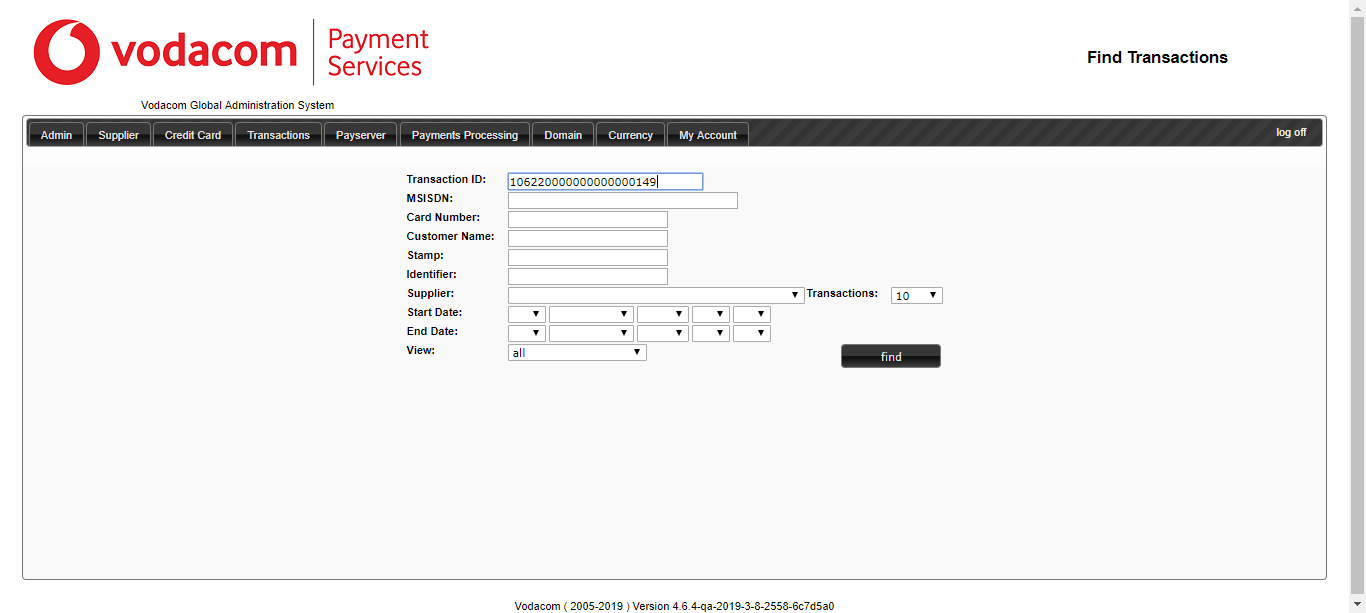 vodacom
Payment
Services
Find Transactions
Vodacom Global Administration System
Admin Supplier Credit Card Transactions Payserver Payments Processing Domain Currency My Account log off
Transaction ID: 106220000000000000149
MSISDN:
Card Number:
Customer Name:
Stamp:
Identifier:
Supplier: Transactions: 10
Start Date:
End Date:
View: all
find
Vodacom ( 2005-2019 ) Version 4.6.4-qa-2019-3-8-2558-6c7d5a0